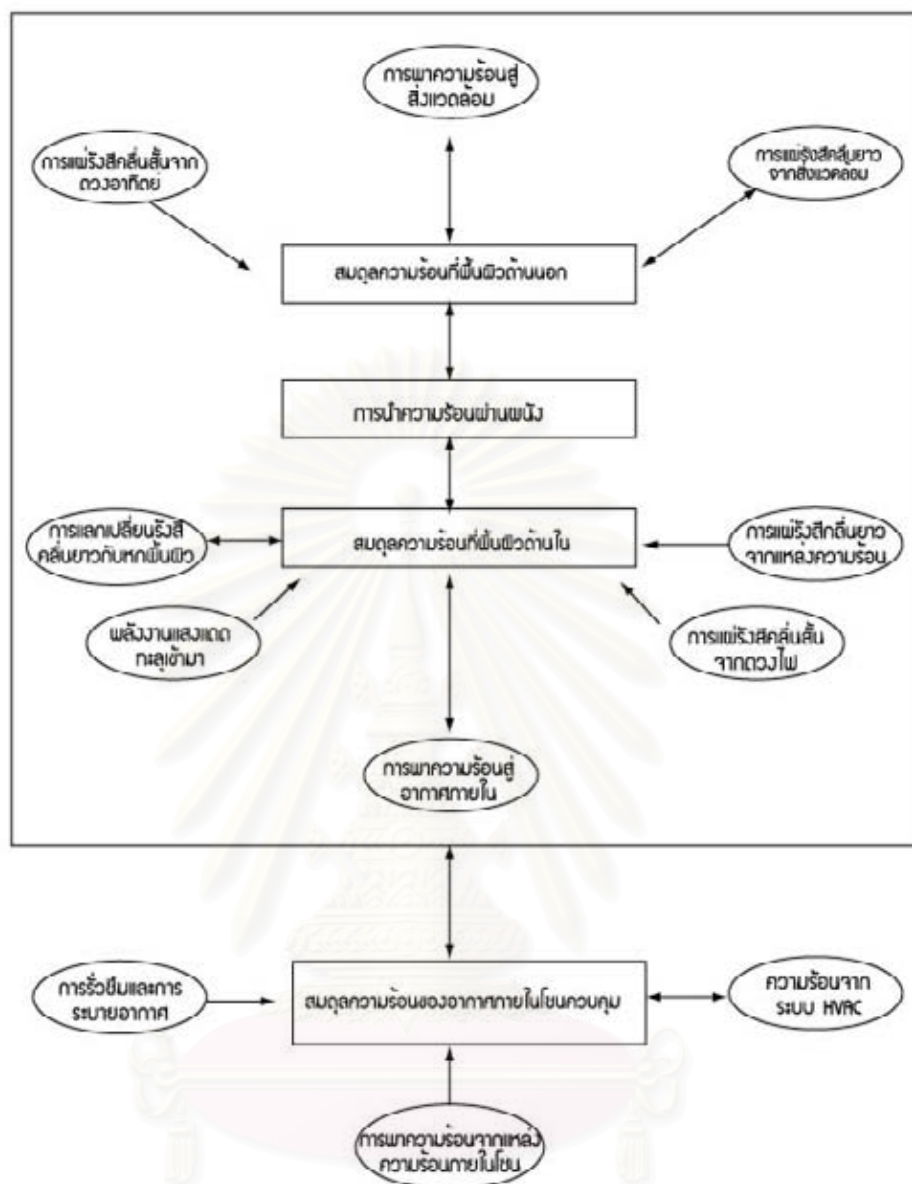 การพาความร้อนสู่
สิ่งแวดล้อม
การแผ่รังสีคลื่นสั้นจาก
ดวงอาทิตย์
การแผ่รังสีคลื่นยาว
จากสิ่งแวดลอม
สมดุลความร้อนที่พื้นผิวด้านนอก
การนำความร้อนผ่านผนัง
การแลกเปลี่ยนรังสี
คลื่นยาวกับหกพื้นผิว
สมดุลความร้อนที่พื้นผิวด้านใน
การแผ่รังสีคลื่นยาว
จากแหล่งความร้อน
พลังงานแสงแดด
ทะลุเข้ามา
การแผ่รังสีคลื่นสั้น
จากดวงไฟ
การพาความร้อนสู่
อากาศภายใน
การรั่วซึมและการ
ระบายอากาศ
สมดุลความร้อนของอากาศภายในโซนควบคุม
ความร้อนจาก
ระบบ HVAC
การพาความร้อนจากแหล่ง
ความร้อนภายในโซน